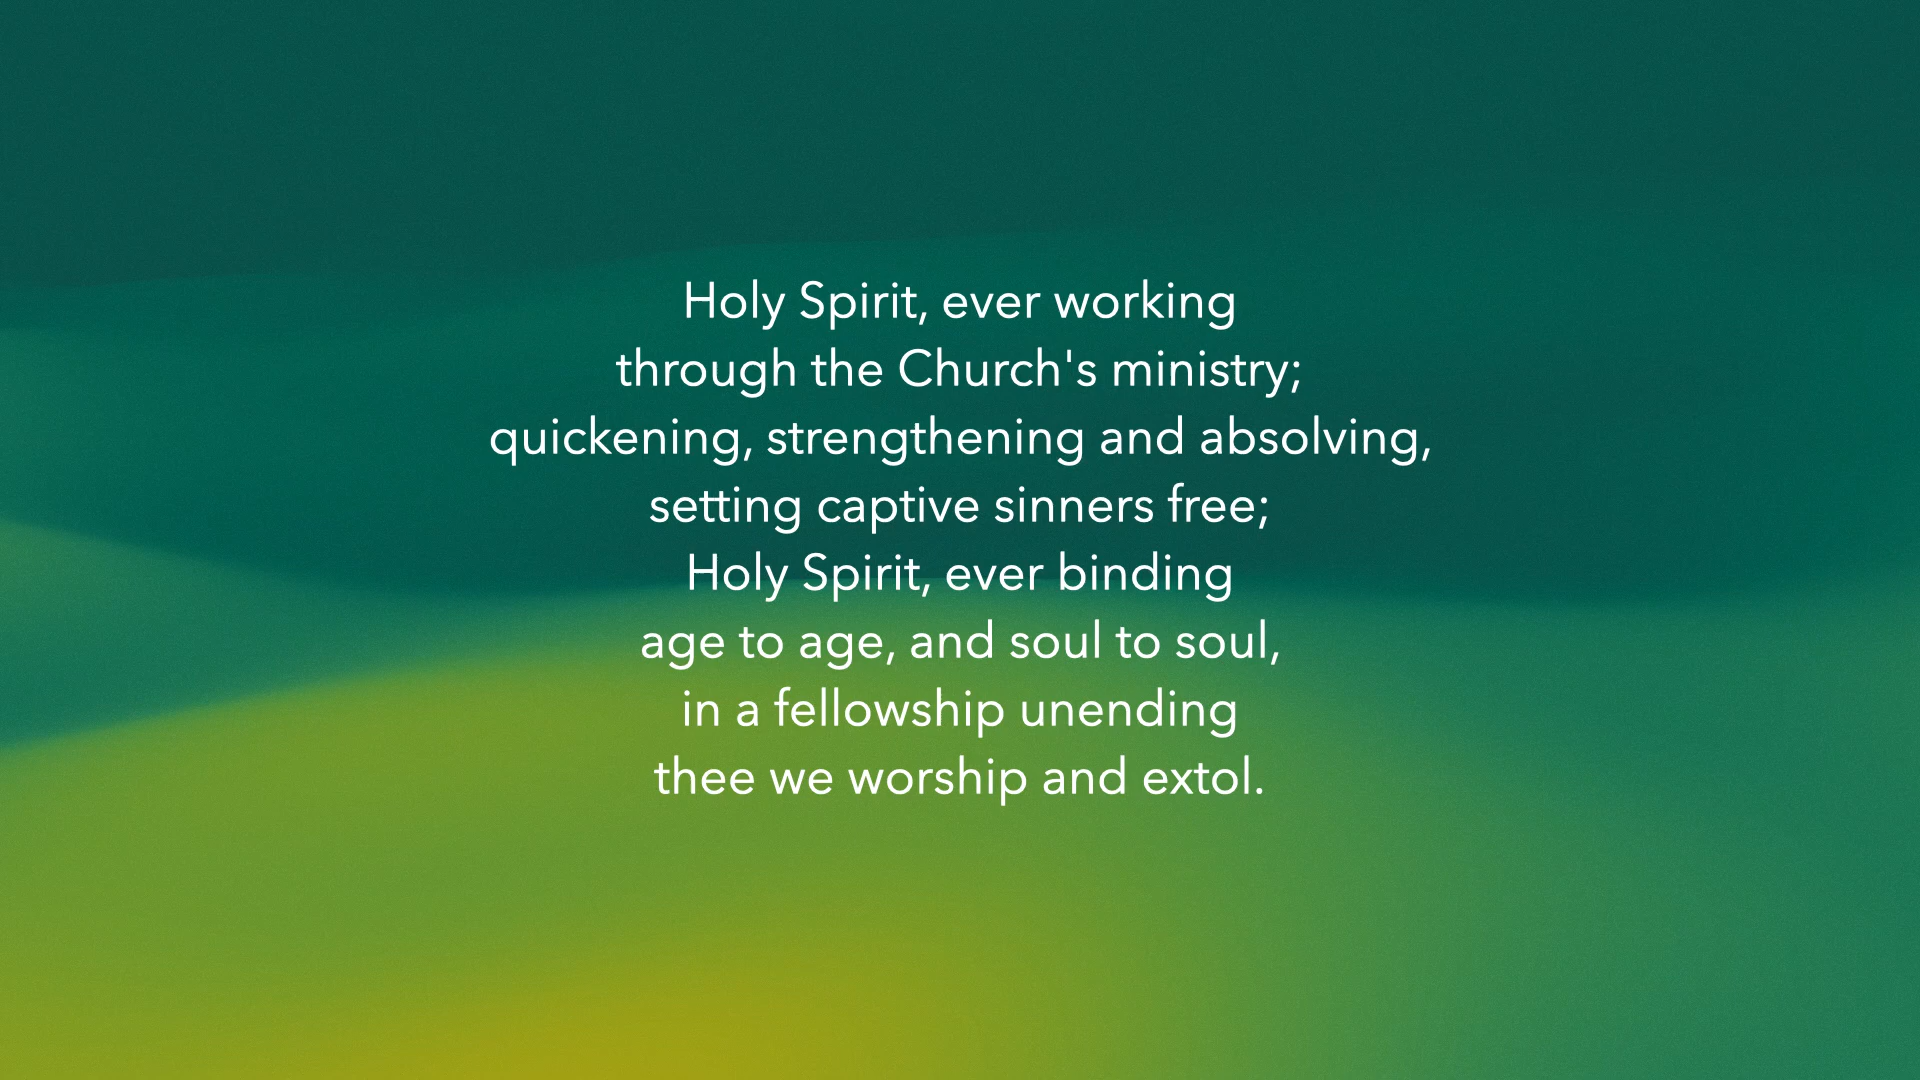 Holy Spirit, ever working
through the Church's ministry;
quickening, strengthening and absolving,
setting captive sinners free;
Holy Spirit, ever binding
age to age, and soul to soul,
in a fellowship unending
thee we worship and extol.